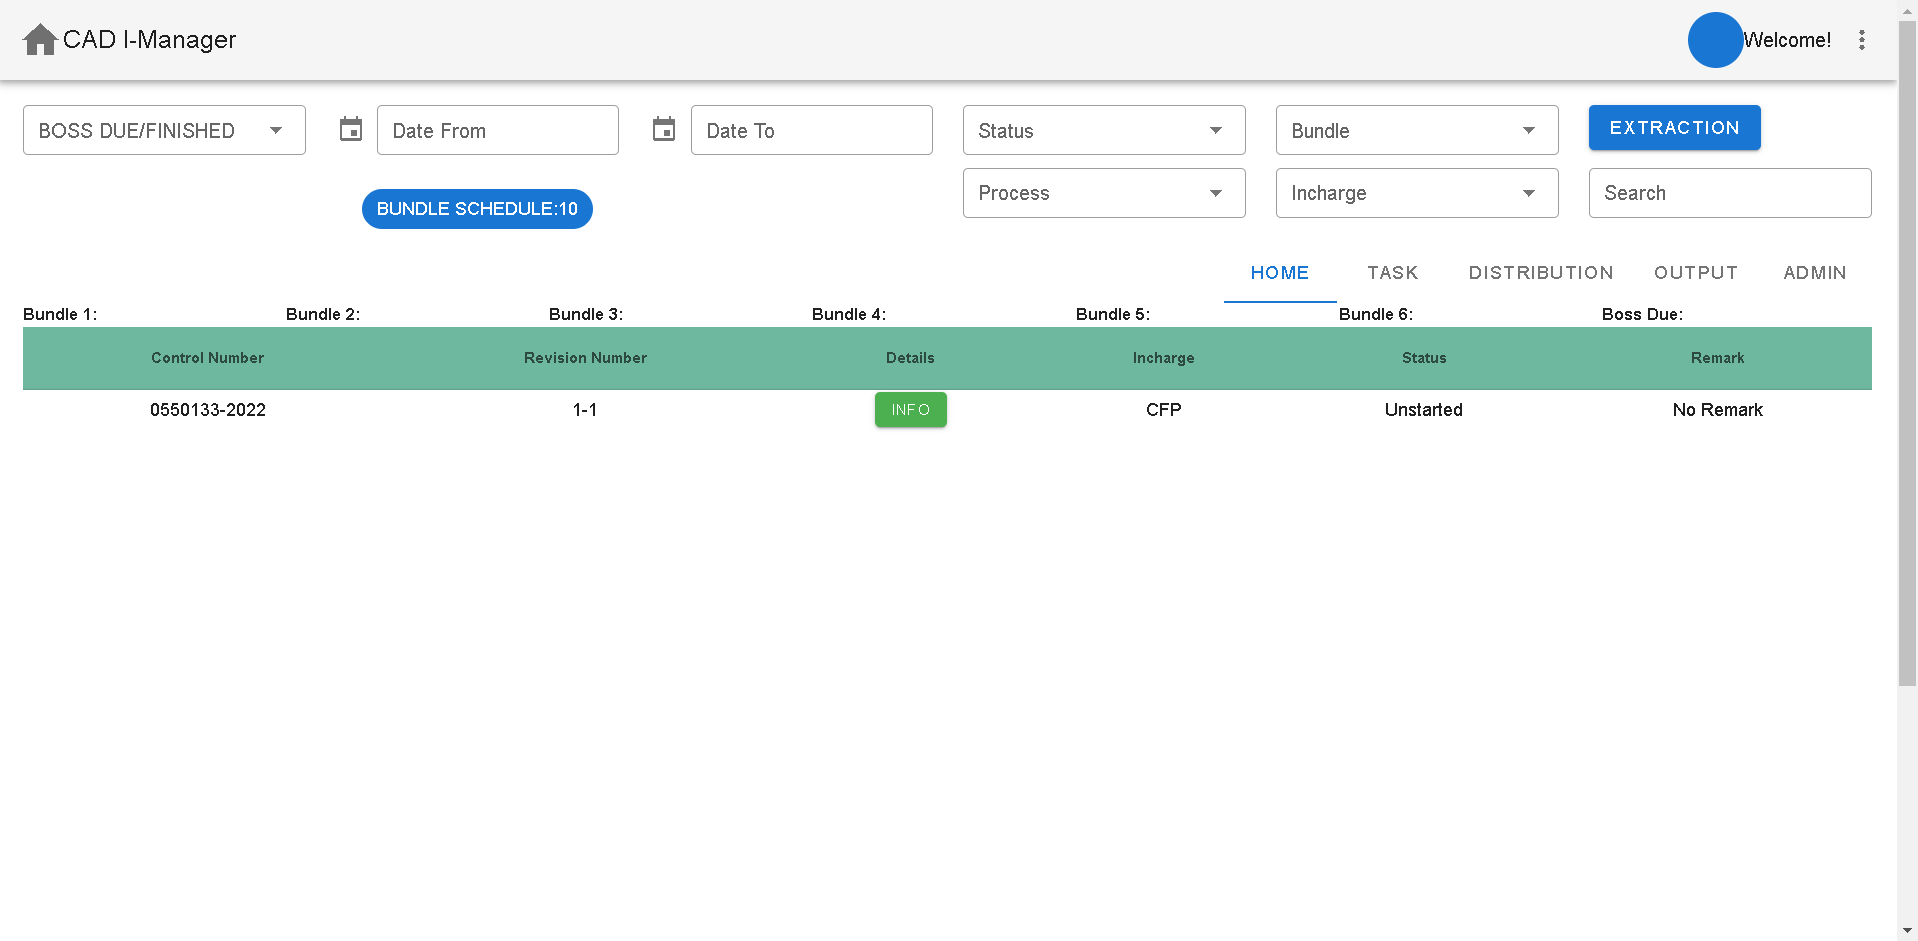 CAD I-Manager
Welcome!
BOSS DUE/FINISHED
Date From
Date To
Status
Bundle
EXTRACTION
Process
Incharge
Search
BUNDLE SCHEDULE:10
HOME TASK DISTRIBUTION OUTPUT ADMIN
Bundle 1: Bundle 2: Bundle 3: Bundle 4: Bundle 5: Bundle 6: Boss Due:
Control Number Revision Number Details Incharge Status Remark
0550133-2022 1-1 INFO CFP Unstarted No Remark